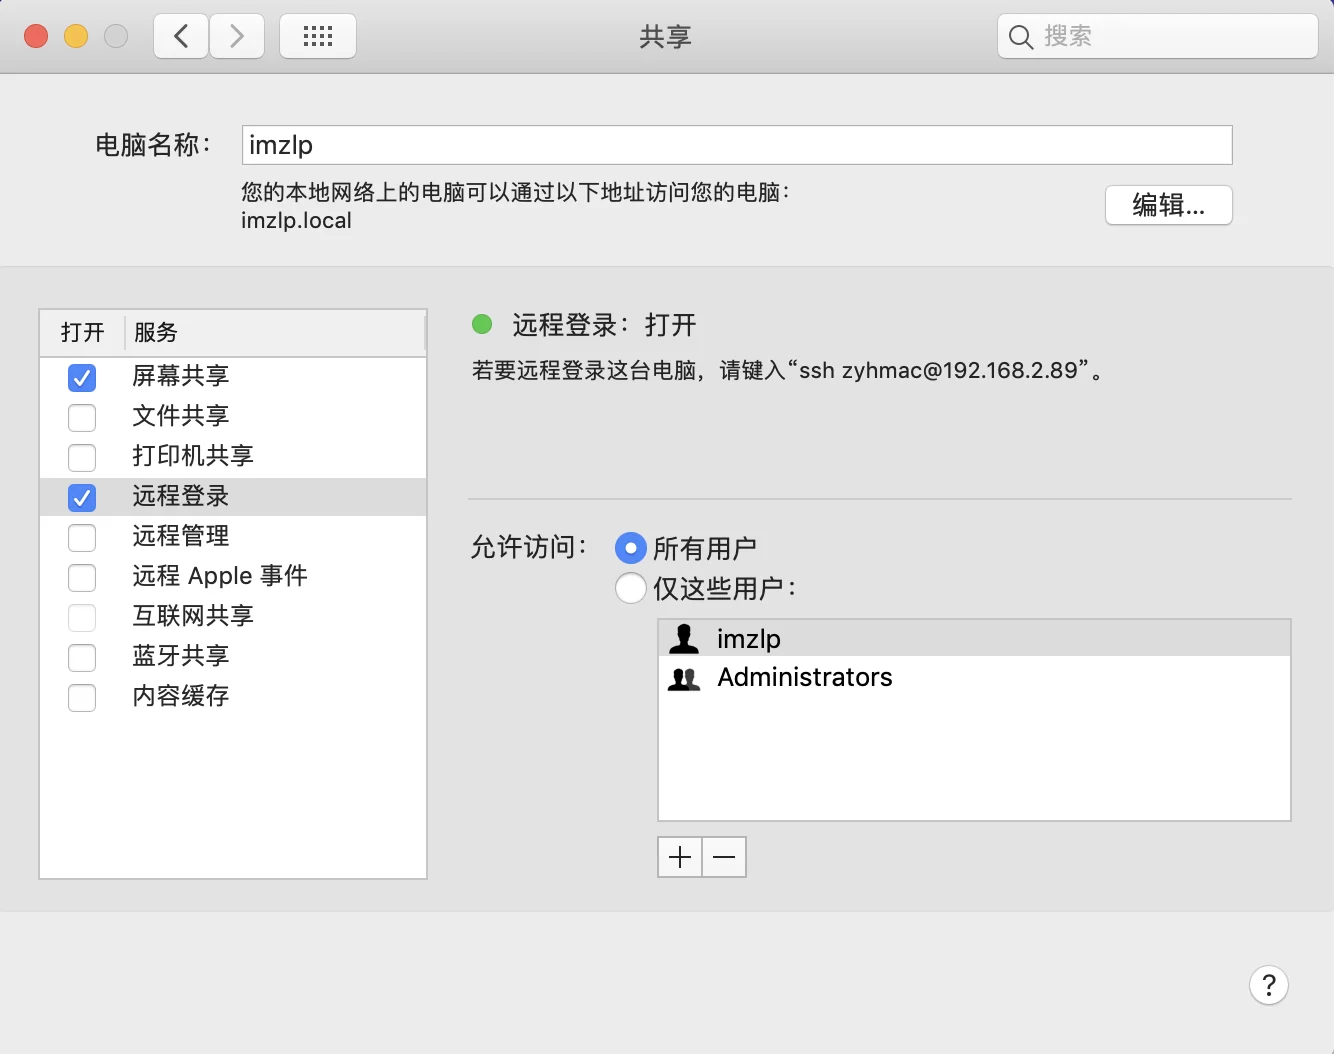 共享
搜索
电脑名称：
imzlp
您的本地网络上的电脑可以通过以下地址访问您的电脑：
imzlp.local
编辑...
打开 服务
屏幕共享
文件共享
打印机共享
远程登录
远程管理
远程 Apple 事件
互联网共享
蓝牙共享
内容缓存
远程登录：打开
若要远程登录这台电脑，请键入“ssh zyhmac@192.168.2.89”。
允许访问：
所有用户
仅这些用户：
imzlp
Administrators
?